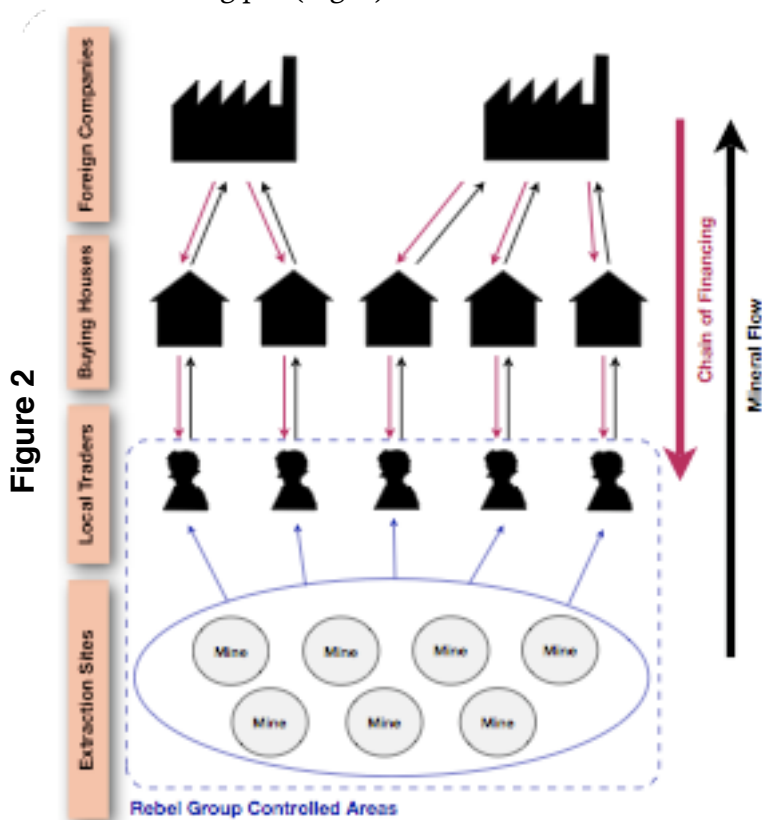 Figure 2
Foreign Companies
Buying Houses
Local Traders
Extraction Sites
Chain of Financing
Mineral Flow
Mine
Mine
Mine
Mine
Mine
Mine
Mine
Rebel Group Controlled Areas